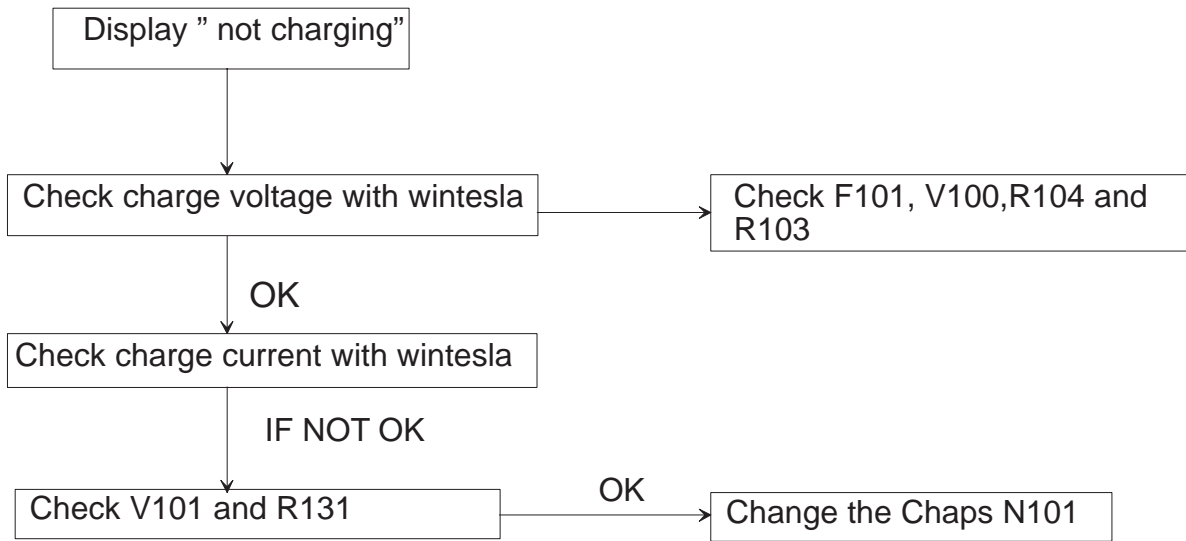 Display ” not charging”
Check charge voltage with wintesla
Check F101, V100,R104 and
R103
OK
Check charge current with wintesla
IF NOT OK
Check V101 and R131
OK
Change the Chaps N101